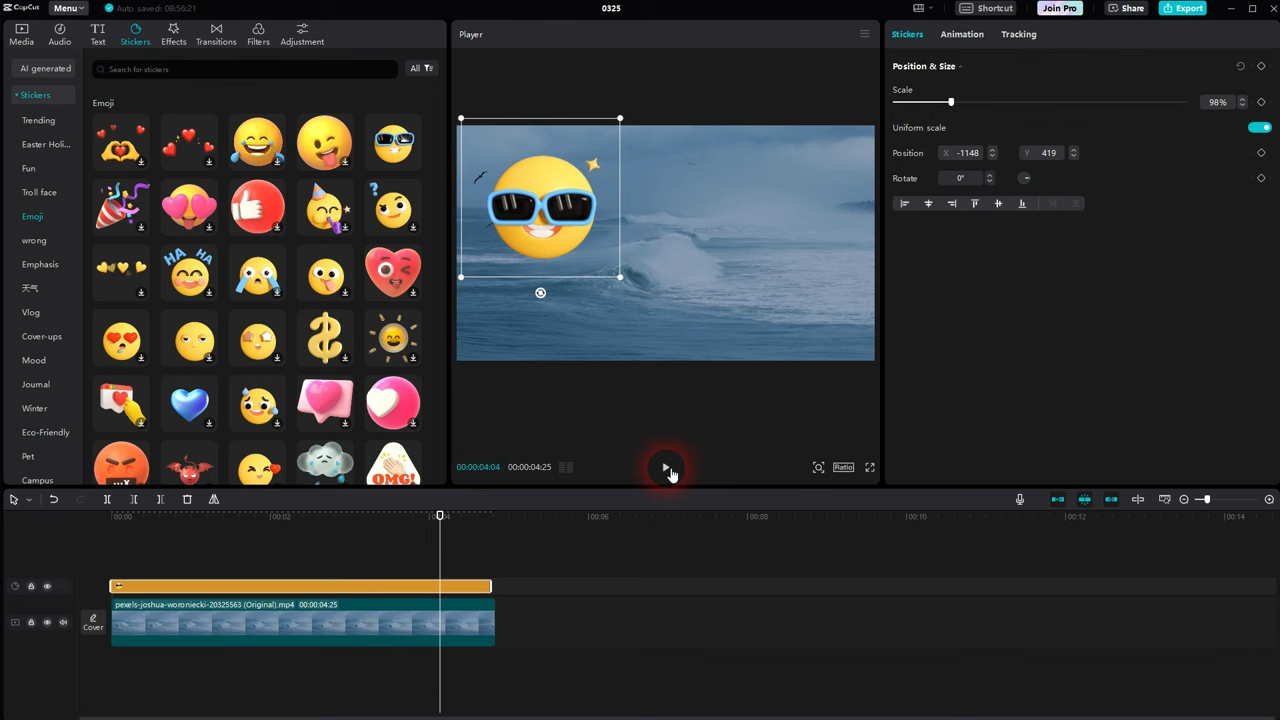 CapCut Menu Auto saved: 08:56:21 0325 Shortcut Join Pro Share Export
Media Audio Text Stickers Effects Transitions Filters Adjustment
AI generated
Stickers
Trending
Easter Holi...
Fun
Troll face
Emoji
wrong
Emphasis
天气
Vlog
Cover-ups
Mood
Journal
Winter
Eco-Friendly
Pet
Campus
Search for stickers All
Emoji
HA HA
OMG!
Player
00:00:04:04 00:00:04:25 Ratio
Stickers Animation Tracking
Position & Size
Scale 98%
Uniform scale
Position X -1148 Y 419
Rotate 0°
00:00 00:02 00:06 00:08 00:10 00:12 00:14
Cover
pexels-joshua-woroniecki-20325563 (Original).mp4 00:00:04:25